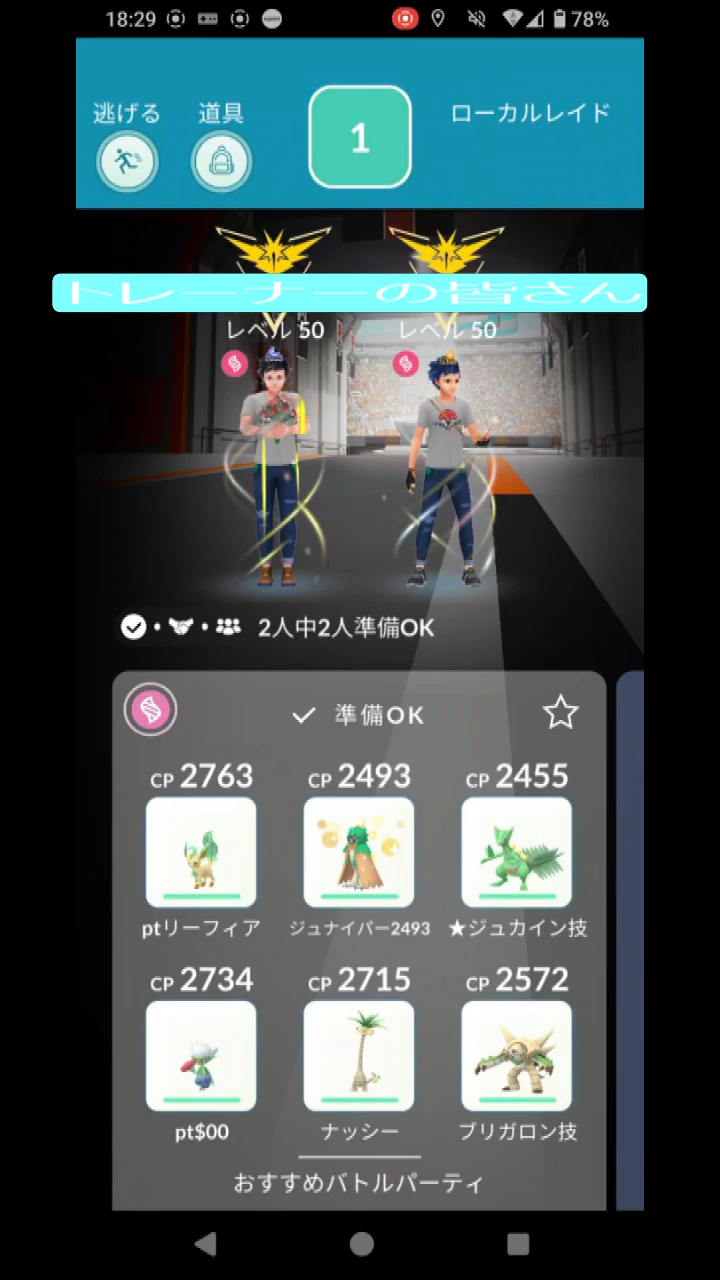 18:29
78%
逃げる 道具
1
ローカルレイド
トレーナーの皆さん
レベル 50 レベル 50
2人中2人準備OK
準備OK
CP 2763 CP 2493 CP 2455
ptリーフィア ジュナイパー2493 ★ジュカイン技
CP 2734 CP 2715 CP 2572
pt$00 ナッシー ブリガロン技
おすすめバトルパーティ